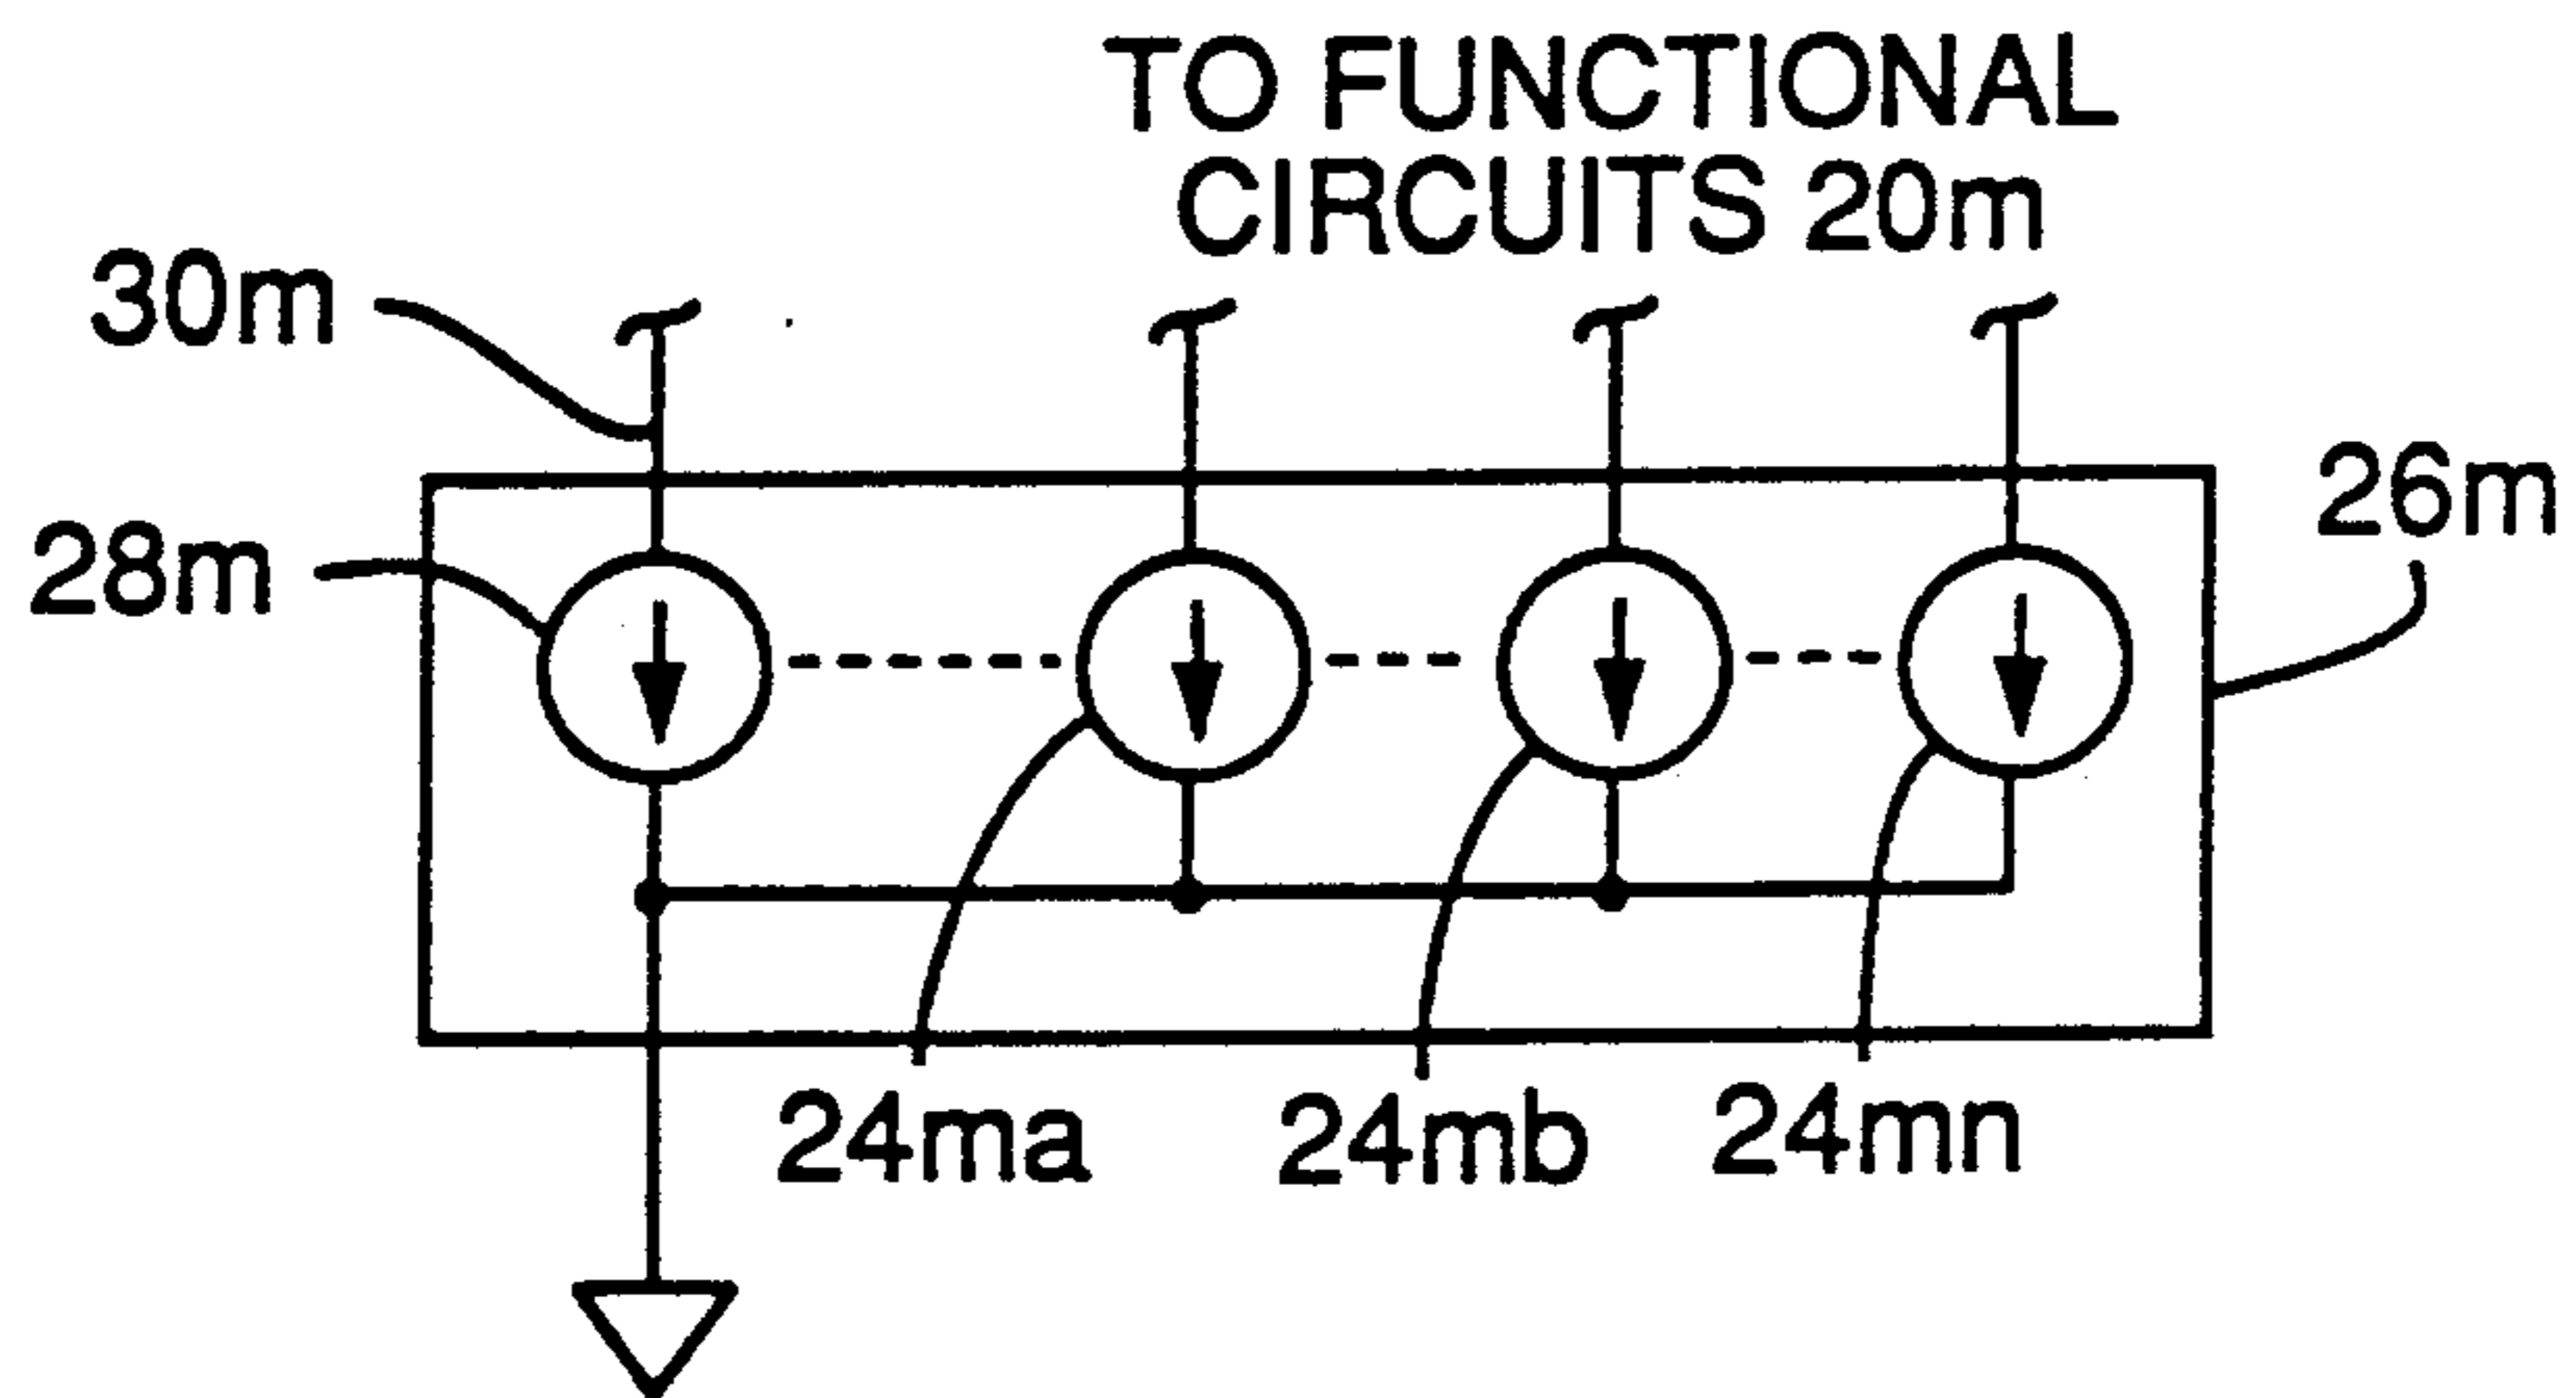 TO FUNCTIONAL
CIRCUITS 20m
30m
26m
28m
24ma
24mb
24mn